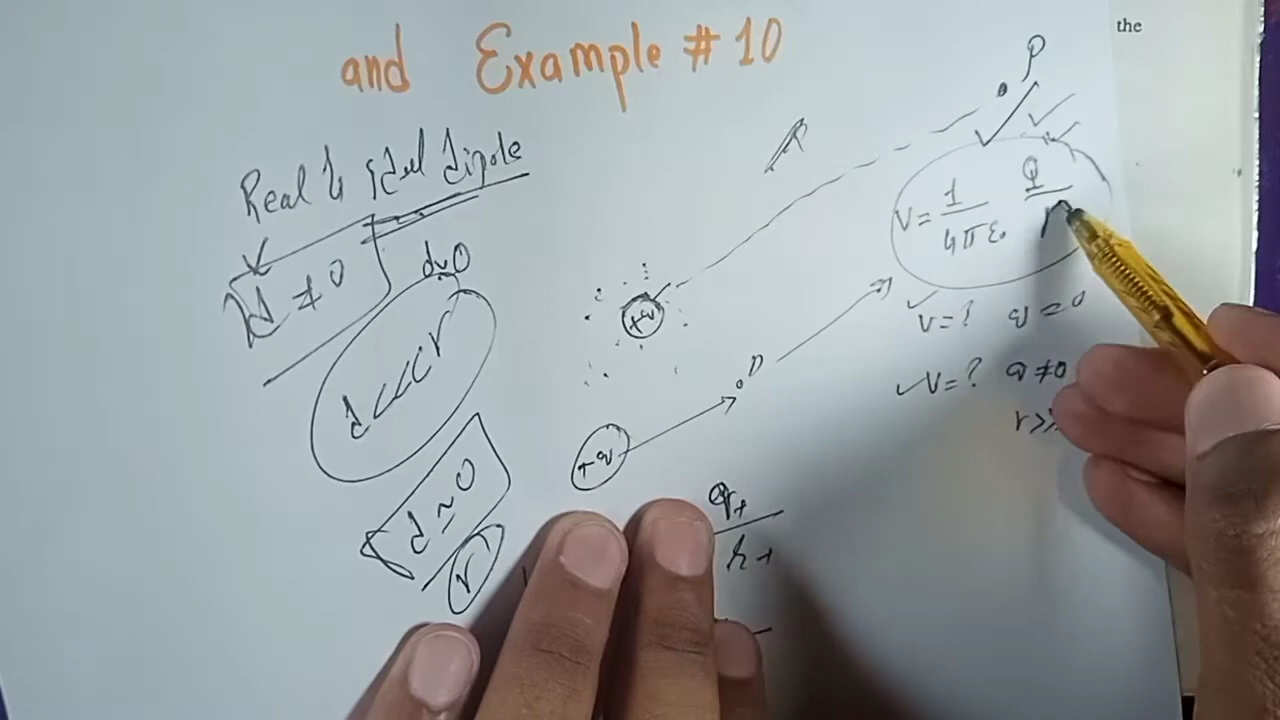 the
and Example # 10
P
Real & ideal dipole
V = 1/4πε₀ Q/r
d ≠ 0
d≈0
+q
V = ? q = 0
d <<< r
D
V = ? q ≠ 0
r >>
+q
d ≈ 0
q+
r+
r